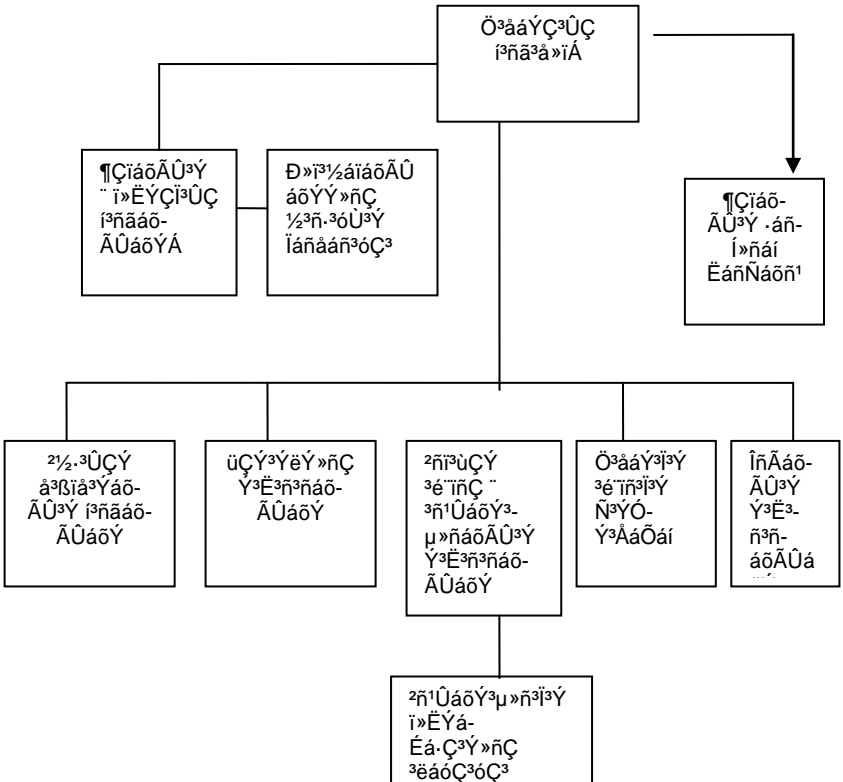 Ö³åáÝÇ³ÛÇ
í³ñã³å»ïÁ
¶ÇïáõÃÛ³Ý
¨ ï»ËÝÇÏ³ÛÇ
í³ñãáõ-
ÃÛáõÝÁ
Ð»ï³½áïáõÃÛ
áõÝÝ»ñÇ
½³ñ·³óÙ³Ý
Ïáñåáñ³óÇ³
¶Çïáõ-
ÃÛ³Ý ·áñ-
Í»ñáí
ËáñÑáõñ¹
²½·³ÛÇÝ
å³ßïå³Ýáõ-
ÃÛ³Ý í³ñãáõ-
ÃÛáõÝ
üÇÝ³ÝëÝ»ñÇ
Ý³Ë³ñ³ñáõ-
ÃÛáõÝ
²ñï³ùÇÝ
³é¨ïñÇ ¨
³ñ¹ÛáõÝ³-
µ»ñáõÃÛ³Ý
Ý³Ë³ñ³ñáõ-
ÃÛáõÝ
Ö³åáÝ³Ï³Ý
³é¨ïñ³Ï³Ý
Ñ³ÝÓ-
Ý³ÅáÕáí
ÎñÃáõ-
ÃÛ³Ý
Ý³Ë³-
ñ³ñ-
áõÃÛá
²ñ¹ÛáõÝ³µ»ñ³Ï³Ý
ï»ËÝá-
Éá·Ç³Ý»ñÇ
³ëáóÇ³óÇ³